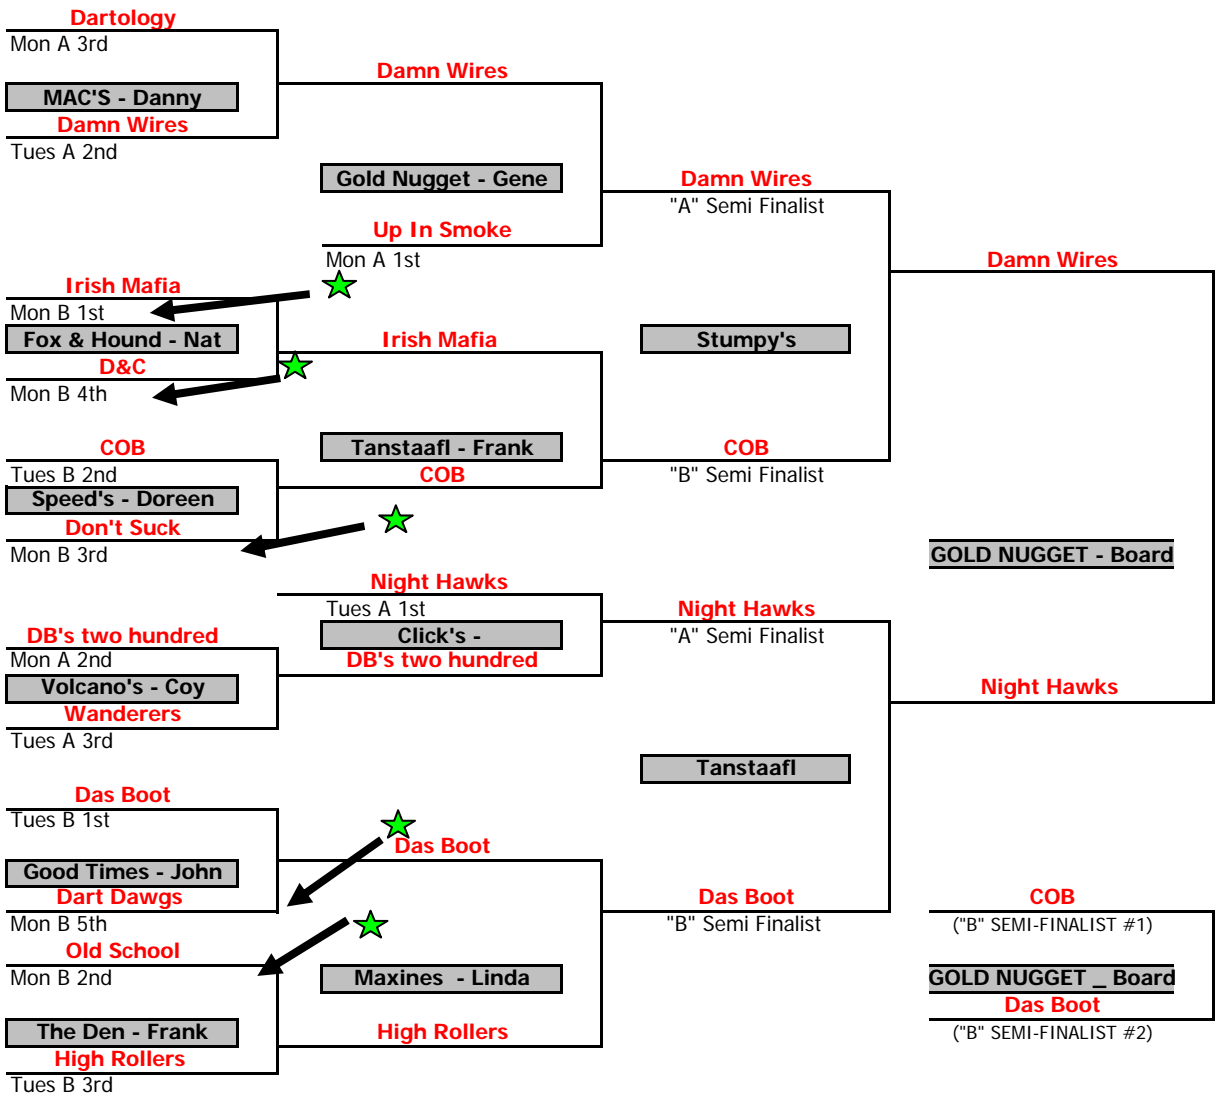 Dartology
Mon A 3rd
MAC'S - Danny
Damn Wires
Tues A 2nd
Damn Wires
Gold Nugget - Gene
Up In Smoke
Mon A 1st
Damn Wires
"A" Semi Finalist
Damn Wires
Irish Mafia
Mon B 1st
Fox & Hound - Nat
D&C
Mon B 4th
Irish Mafia
Stumpy's
COB
Tues B 2nd
Speed's - Doreen
Don't Suck
Mon B 3rd
Tanstaafl - Frank
COB
COB
"B" Semi Finalist
GOLD NUGGET - Board
Night Hawks
Tues A 1st
Click's -
DB's two hundred
Night Hawks
"A" Semi Finalist
DB's two hundred
Mon A 2nd
Volcano's - Coy
Wanderers
Tues A 3rd
Night Hawks
Tanstaafl
Das Boot
Tues B 1st
Good Times - John
Dart Dawgs
Mon B 5th
Das Boot
Das Boot
"B" Semi Finalist
Old School
Mon B 2nd
The Den - Frank
High Rollers
Tues B 3rd
Maxines - Linda
High Rollers
COB
("B" SEMI-FINALIST #1)
GOLD NUGGET _ Board
Das Boot
("B" SEMI-FINALIST #2)